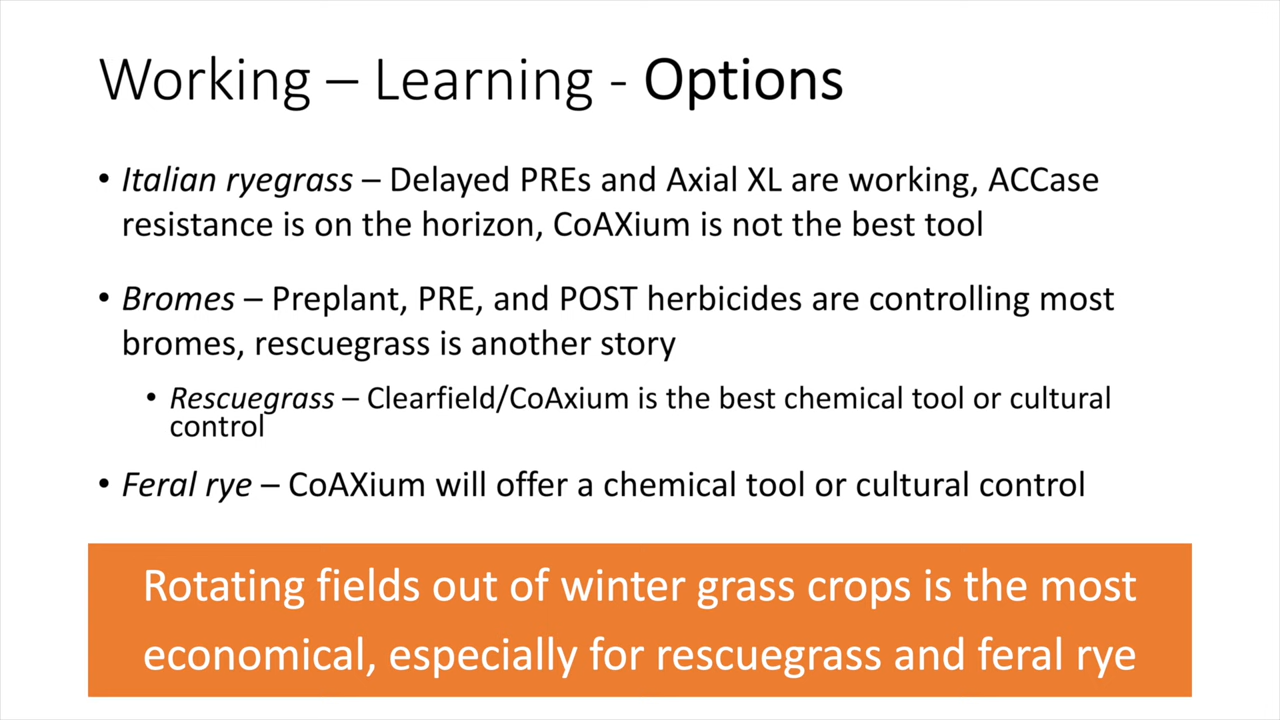 Working – Learning - Options
• Italian ryegrass – Delayed PREs and Axial XL are working, ACCase
resistance is on the horizon, CoAXium is not the best tool
• Bromes – Preplant, PRE, and POST herbicides are controlling most
bromes, rescuegrass is another story
• Rescuegrass – Clearfield/CoAxium is the best chemical tool or cultural
control
• Feral rye – CoAXium will offer a chemical tool or cultural control
Rotating fields out of winter grass crops is the most
economical, especially for rescuegrass and feral rye